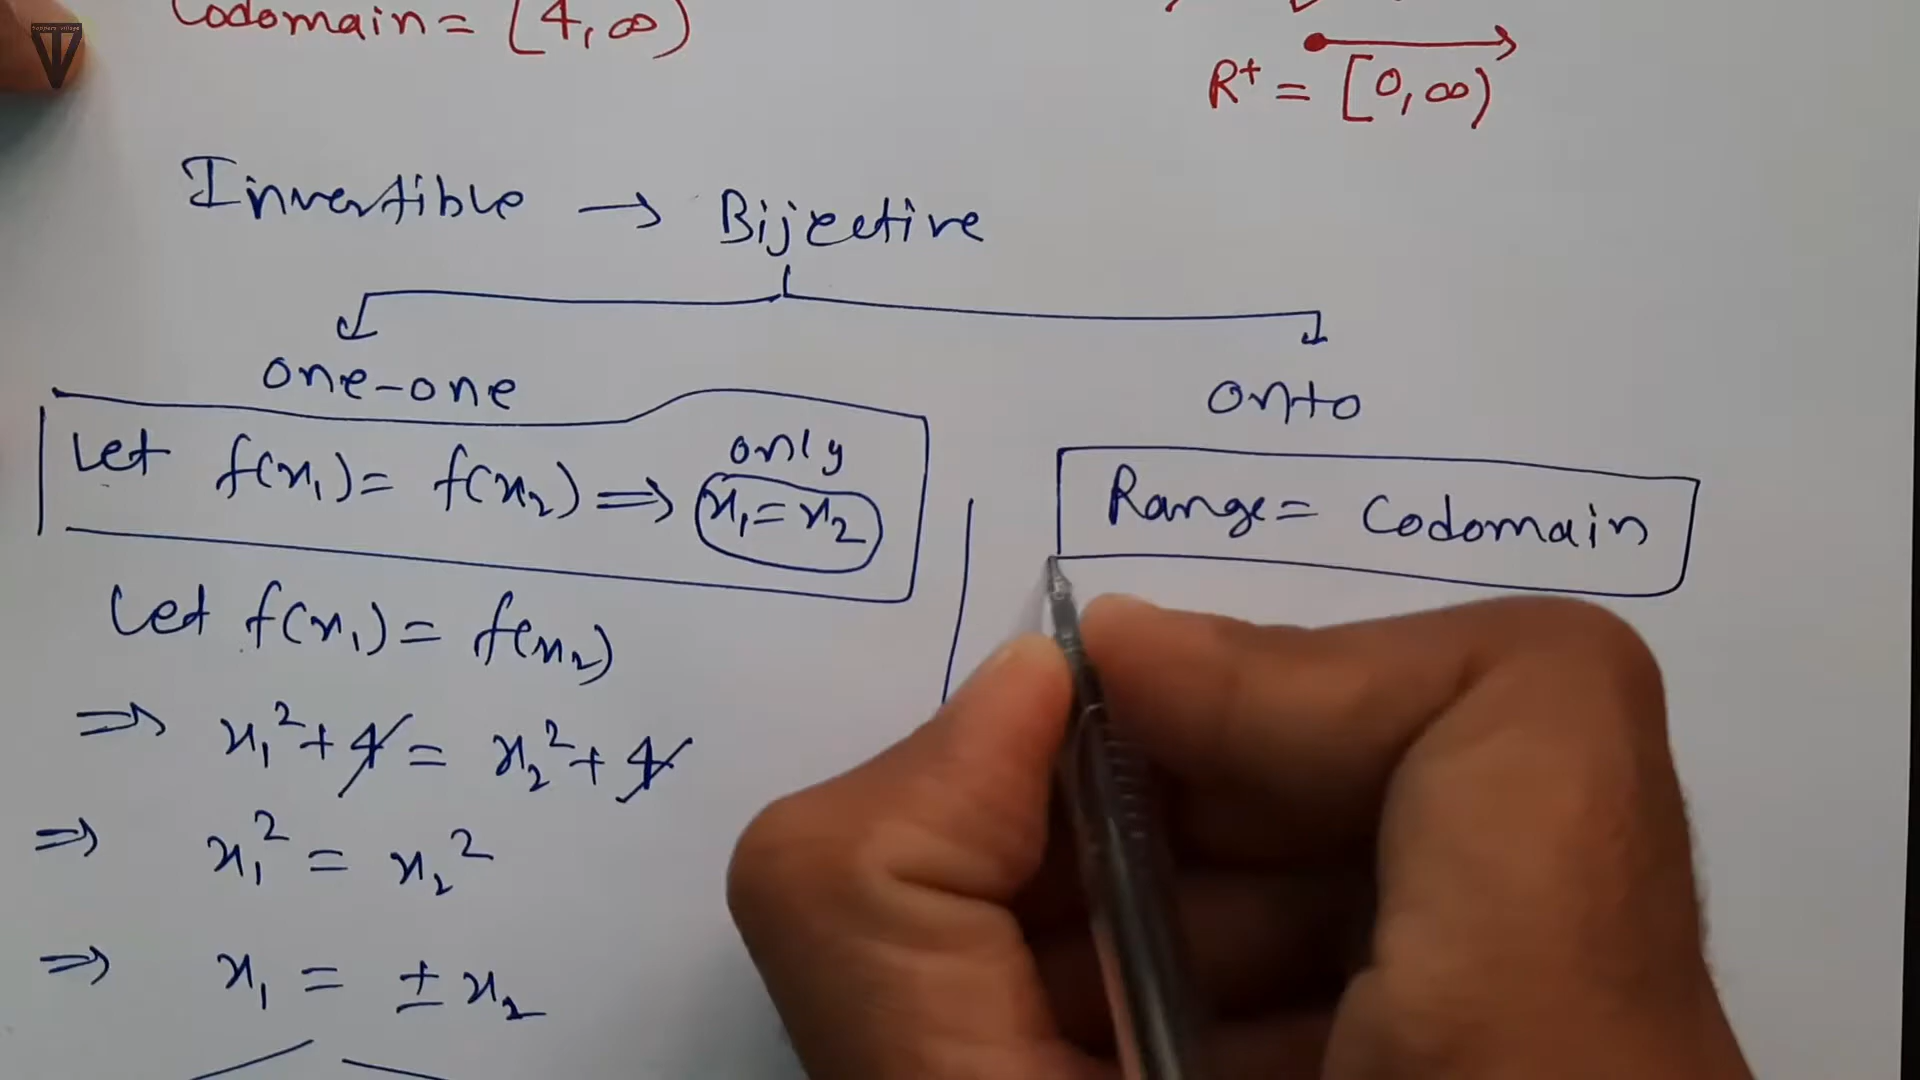 Codomain = [4, ∞)
R⁺ = [0, ∞)
Invertible → Bijective
one-one
onto
Let f(x₁) = f(x₂) ⇒ only x₁ = x₂
Range = Codomain
Let f(x₁) = f(x₂)
⇒ x₁² + 4 = x₂² + 4
⇒ x₁² = x₂²
⇒ x₁ = ± x₂